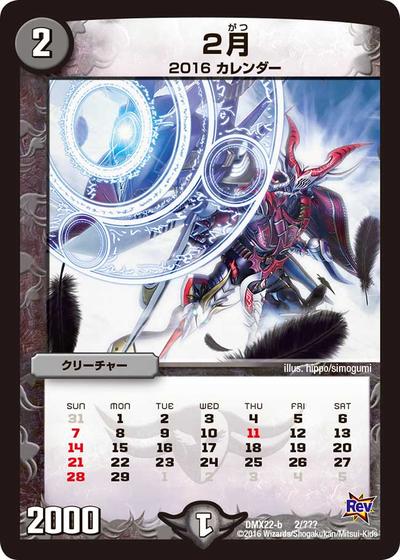 2
がつ
2月
2016 カレンダー
クリーチャー
illus. hippo/simogumi
SUN MON TUE WED THU FRI SAT
31 1 2 3 4 5 6
7 8 9 10 11 12 13
14 15 16 17 18 19 20
21 22 23 24 25 26 27
28 29 1 2 3 4 5
2000
1
Rev
DMX22-b 2/???
©2016 Wizards/Shogakukan/Mitsui-Kids